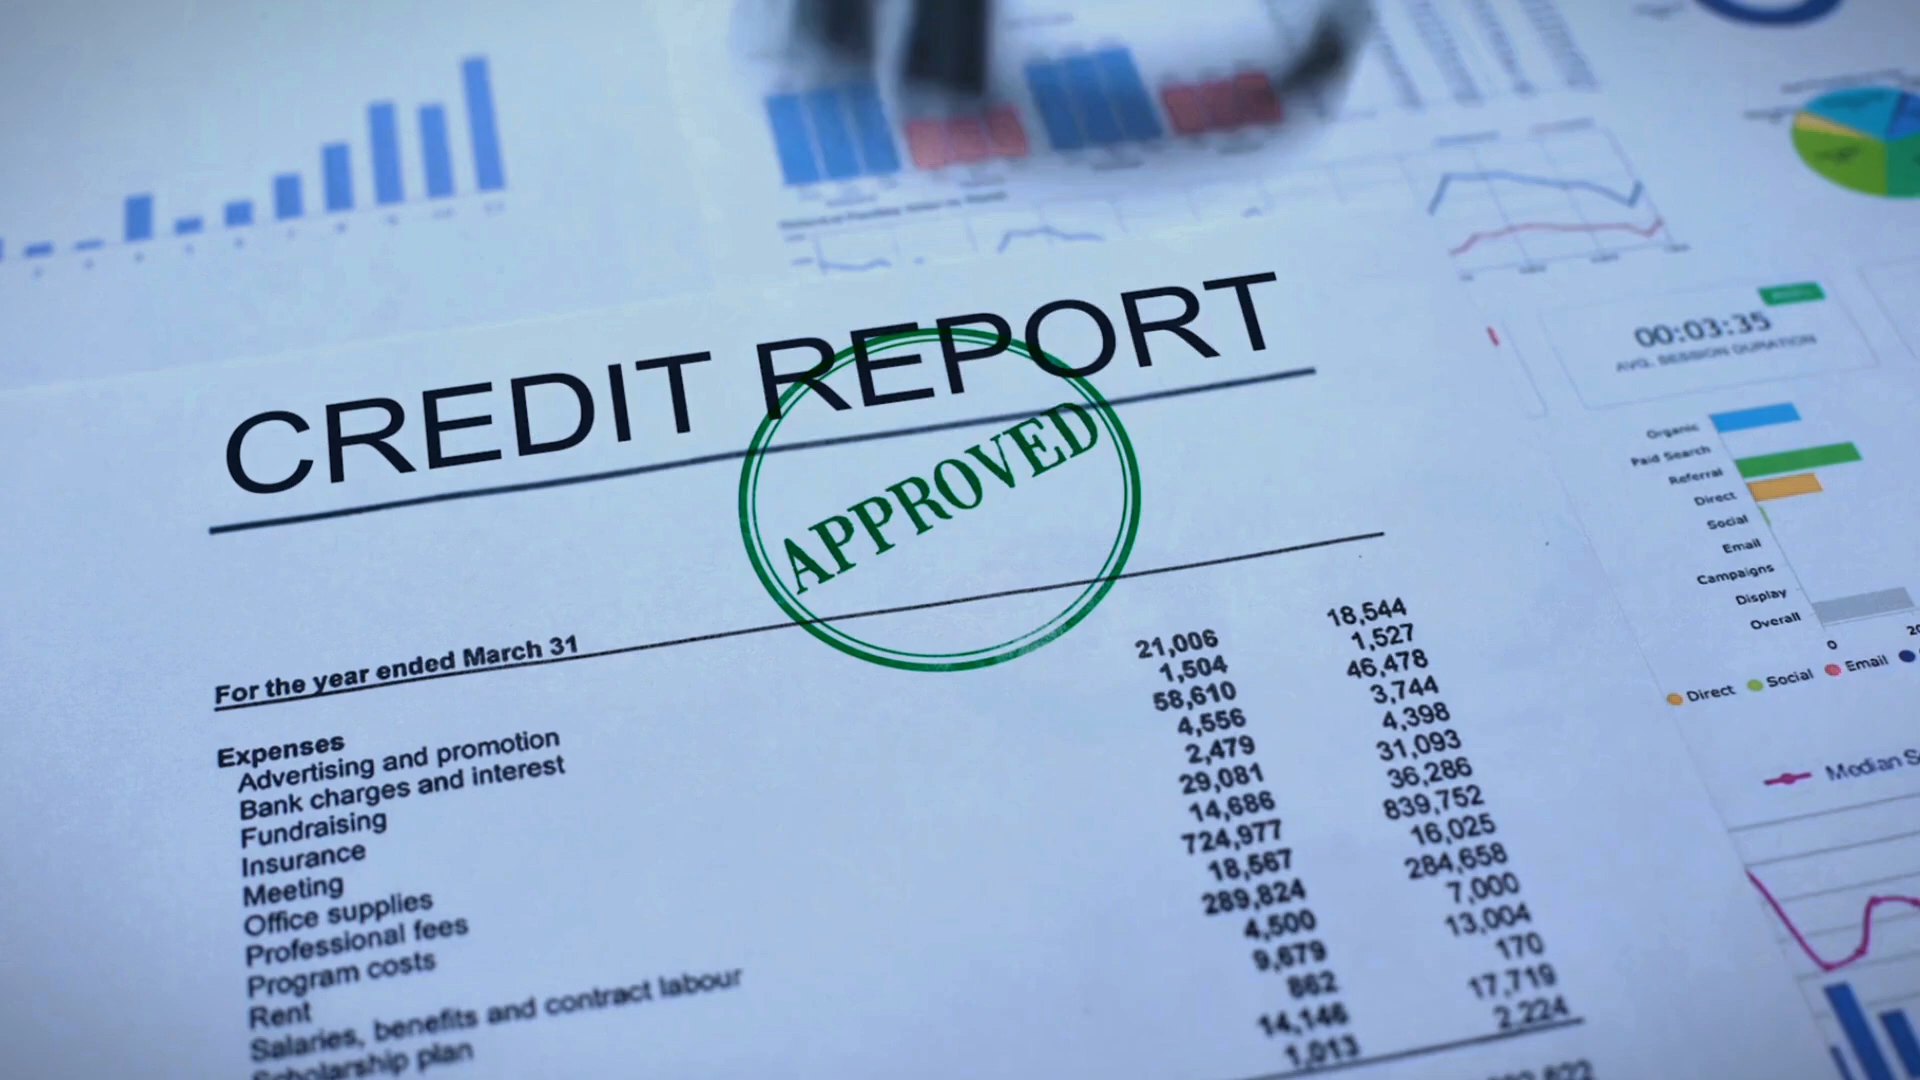 CREDIT REPORT
APPROVED
For the year ended March 31
Expenses
Advertising and promotion 21,006 18,544
Bank charges and interest 1,504 1,527
Fundraising 58,610 46,478
Insurance 4,556 3,744
Meeting 2,479 4,398
Office supplies 29,081 31,093
Professional fees 14,686 36,286
Program costs 724,977 839,752
Rent 18,567 16,025
Salaries, benefits and contract labour 289,824 284,658
Scholarship plan 4,500 7,000
9,679 13,004
862 170
14,146 17,719
1,013 2,224
00:03:35
AVG. SESSION DURATION
Organic
Paid Search
Referral
Direct
Social
Email
Campaigns
Display
Overall
0
Direct Social Email
Median